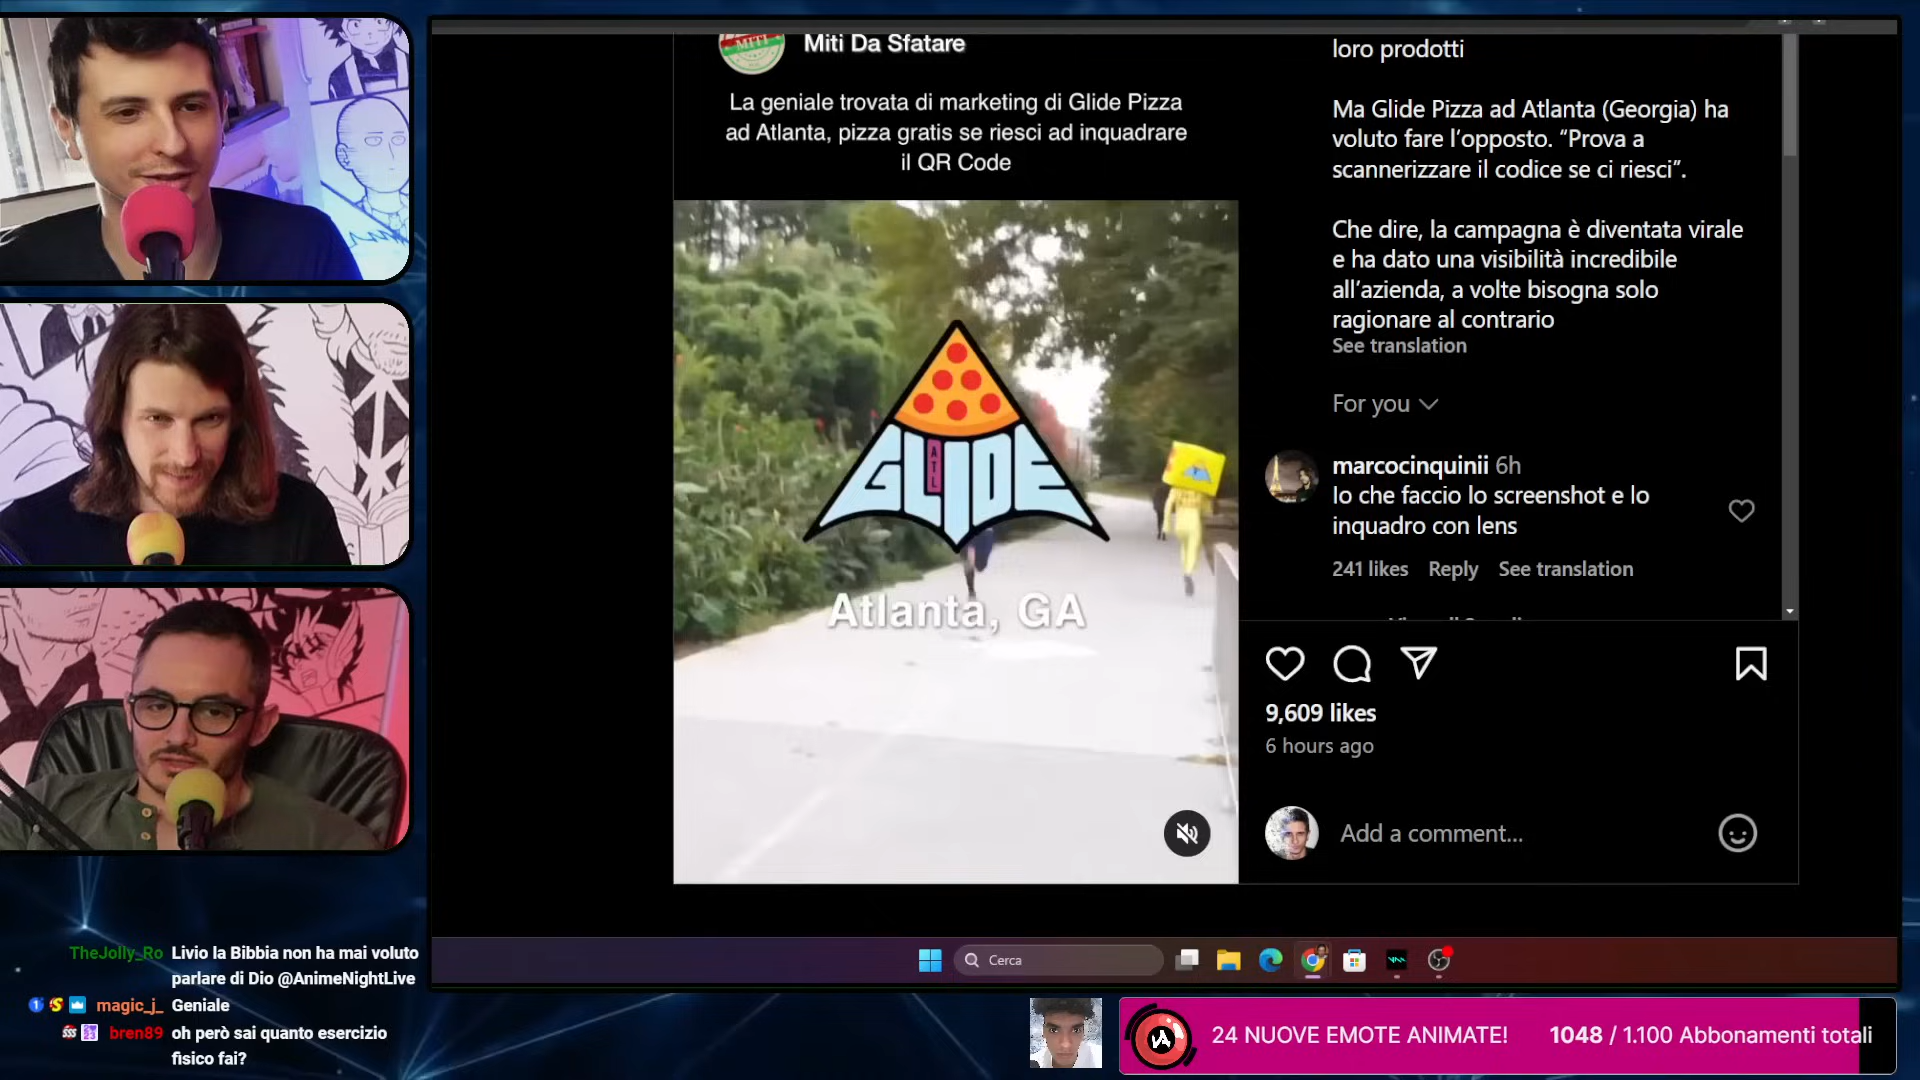 MITI
Miti Da Sfatare
La geniale trovata di marketing di Glide Pizza
ad Atlanta, pizza gratis se riesci ad inquadrare
il QR Code
GLIDE
ATL
Atlanta, GA
loro prodotti
Ma Glide Pizza ad Atlanta (Georgia) ha
voluto fare l’opposto. “Prova a
scannerizzare il codice se ci riesci”.
Che dire, la campagna è diventata virale
e ha dato una visibilità incredibile
all’azienda, a volte bisogna solo
ragionare al contrario
See translation
For you
marcocinquinii 6h
Io che faccio lo screenshot e lo
inquadro con lens
241 likes Reply See translation
9,609 likes
6 hours ago
Add a comment...
Cerca
TheJolly_Ro Livio la Bibbia non ha mai voluto
parlare di Dio @AnimeNightLive
magic_j_ Geniale
bren89 oh però sai quanto esercizio
fisico fai?
24 NUOVE EMOTE ANIMATE! 1048 / 1.100 Abbonamenti totali